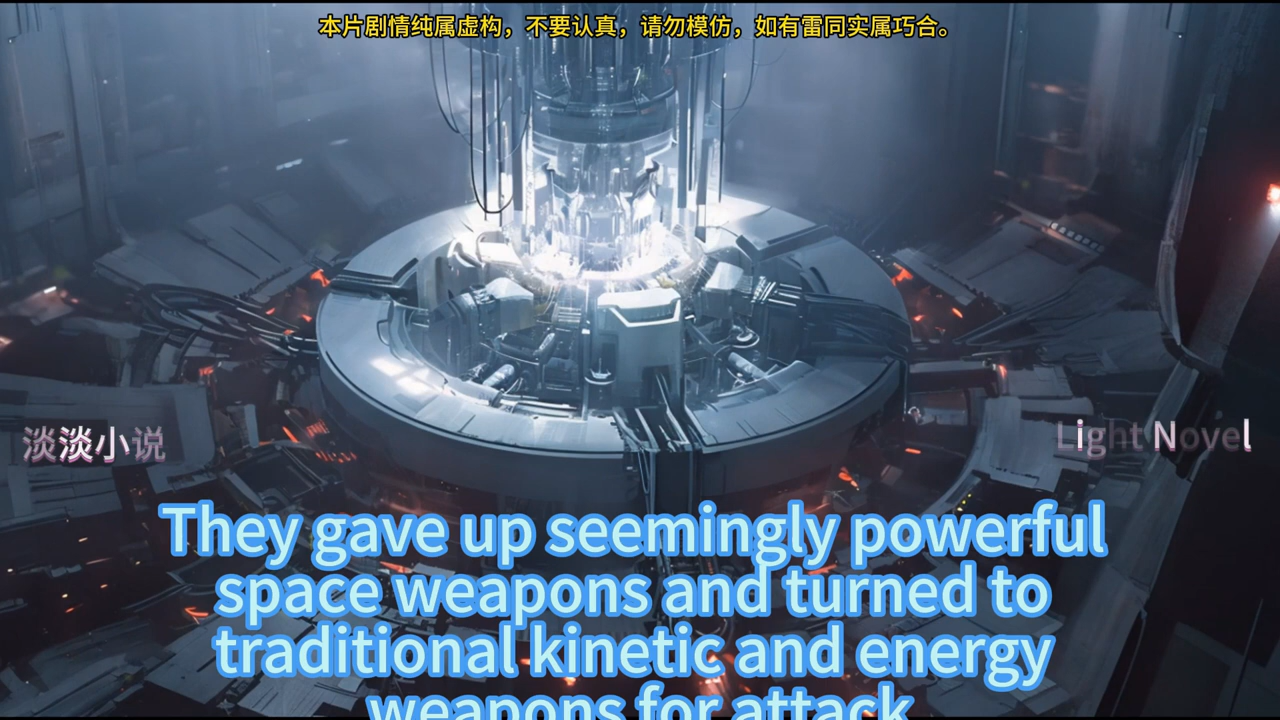 本片剧情纯属虚构，不要认真，请勿模仿，如有雷同实属巧合。
淡淡小说
Light Novel
They gave up seemingly powerful
space weapons and turned to
traditional kinetic and energy
weapons for attack